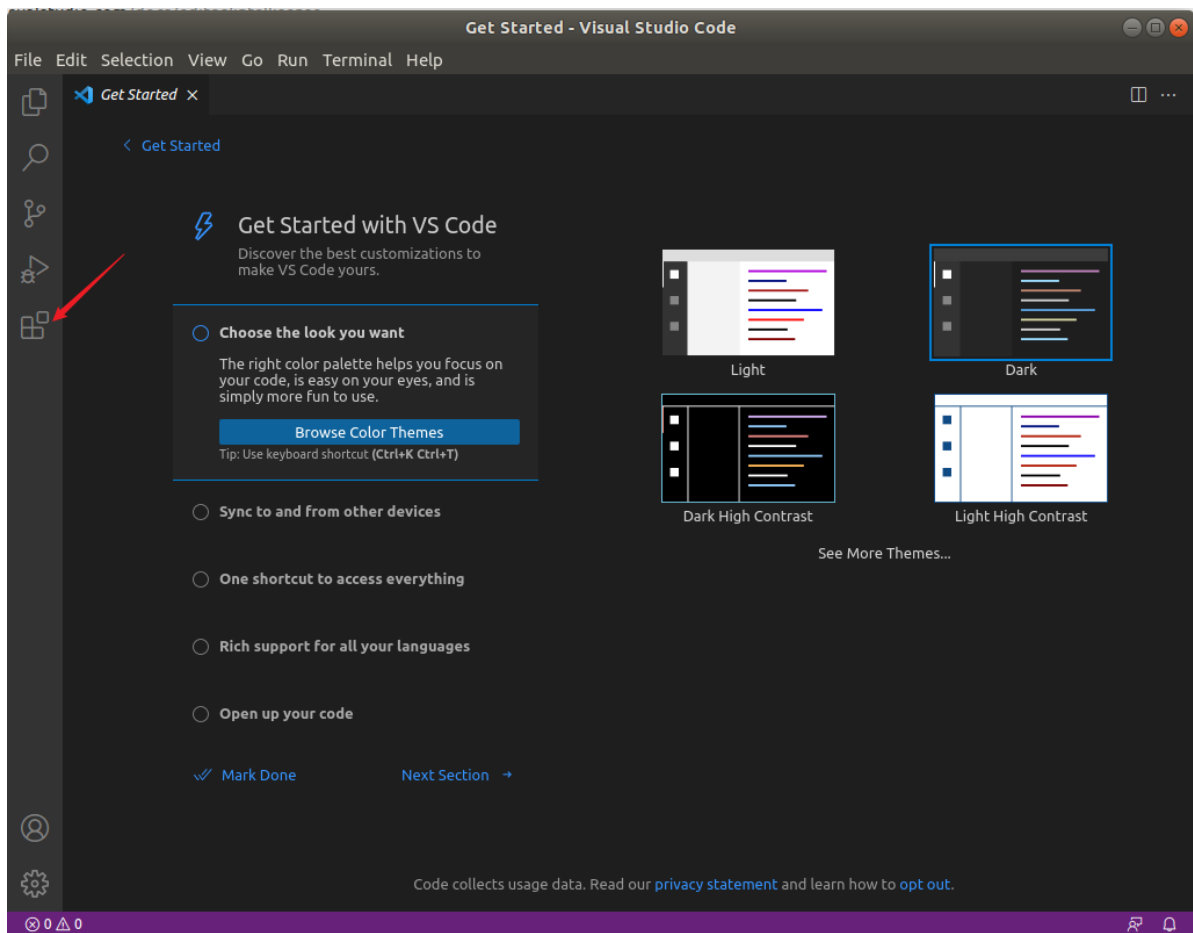 Get Started - Visual Studio Code
File Edit Selection View Go Run Terminal Help
Get Started
Get Started
Get Started with VS Code
Discover the best customizations to
make VS Code yours.
Choose the look you want
The right color palette helps you focus on
your code, is easy on your eyes, and is
simply more fun to use.
Browse Color Themes
Tip: Use keyboard shortcut (Ctrl+K Ctrl+T)
Sync to and from other devices
One shortcut to access everything
Rich support for all your languages
Open up your code
Mark Done
Next Section
Light
Dark
Dark High Contrast
Light High Contrast
See More Themes...
Code collects usage data. Read our privacy statement and learn how to opt out.
0 0